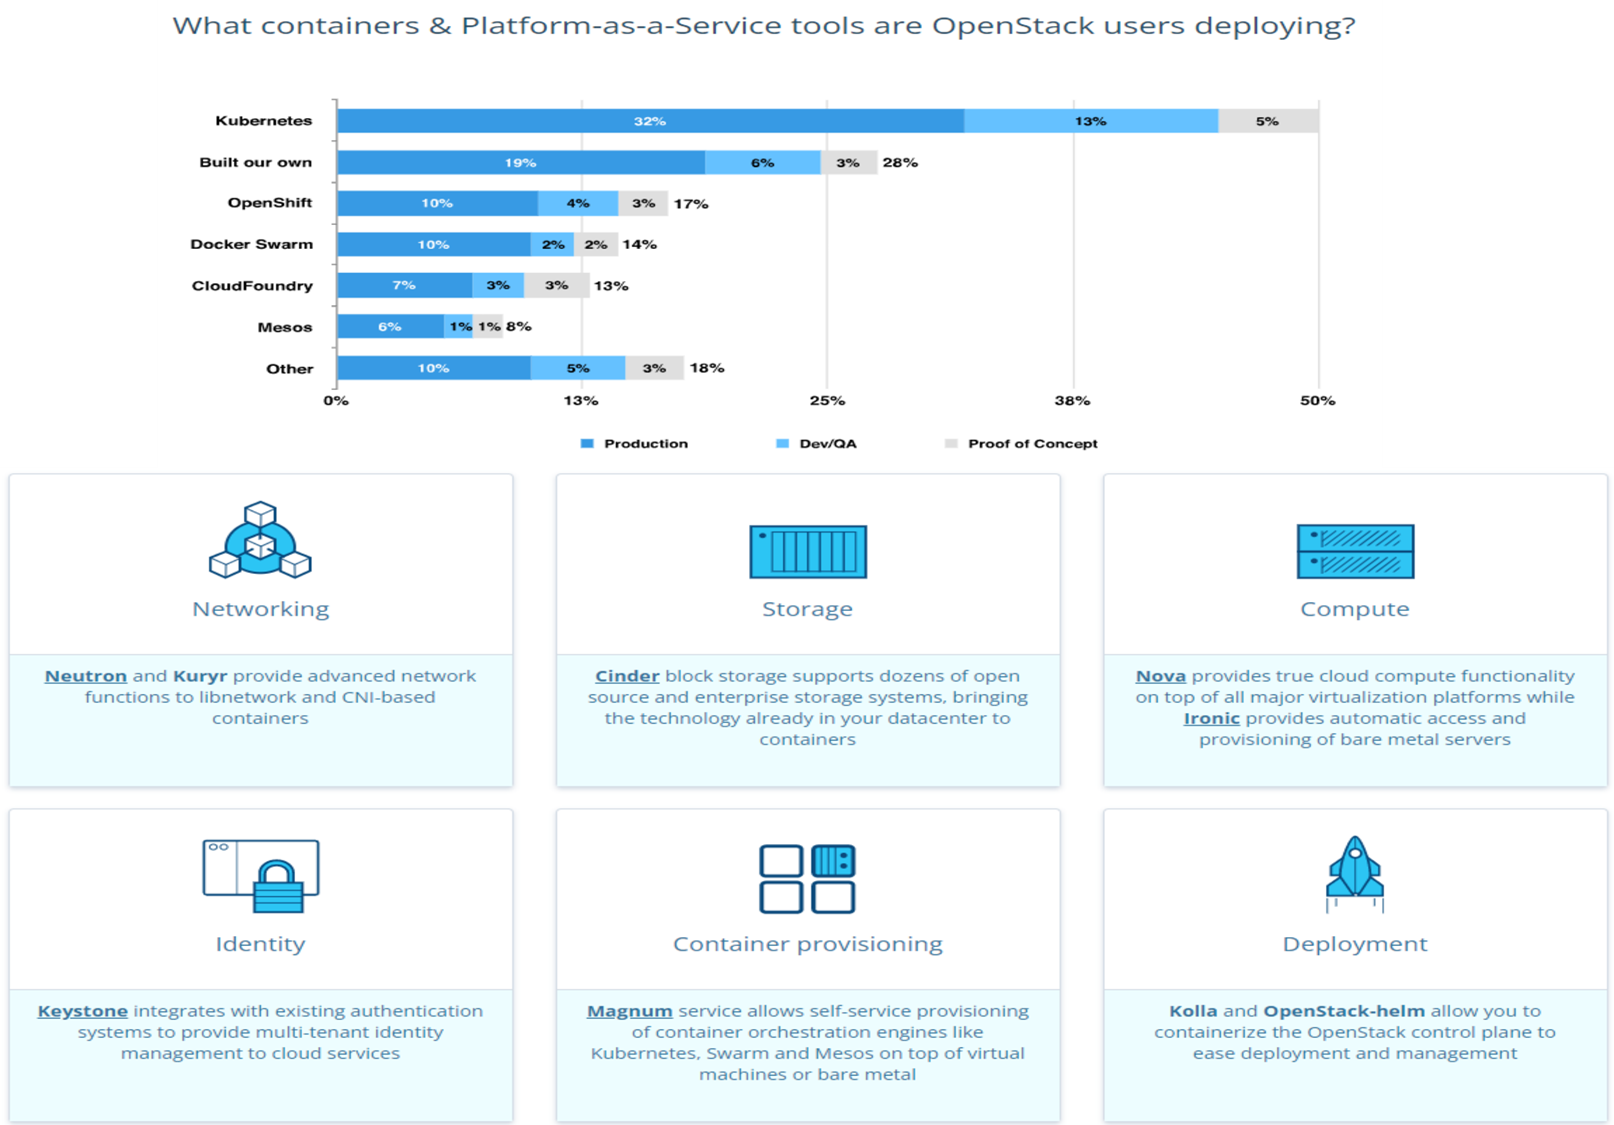 What containers & Platform-as-a-Service tools are OpenStack users deploying?
Kubernetes 32% 13% 5%
Built our own 19% 6% 3% 28%
OpenShift 10% 4% 3% 17%
Docker Swarm 10% 2% 2% 14%
CloudFoundry 7% 3% 3% 13%
Mesos 6% 1% 1% 8%
Other 10% 5% 3% 18%
0% 13% 25% 38% 50%
Production Dev/QA Proof of Concept
Networking
Neutron and Kuryr provide advanced network
functions to libnetwork and CNI-based
containers
Storage
Cinder block storage supports dozens of open
source and enterprise storage systems, bringing
the technology already in your datacenter to
containers
Compute
Nova provides true cloud compute functionality
on top of all major virtualization platforms while
Ironic provides automatic access and
provisioning of bare metal servers
Identity
Keystone integrates with existing authentication
systems to provide multi-tenant identity
management to cloud services
Container provisioning
Magnum service allows self-service provisioning
of container orchestration engines like
Kubernetes, Swarm and Mesos on top of virtual
machines or bare metal
Deployment
Kolla and OpenStack-helm allow you to
containerize the OpenStack control plane to
ease deployment and management